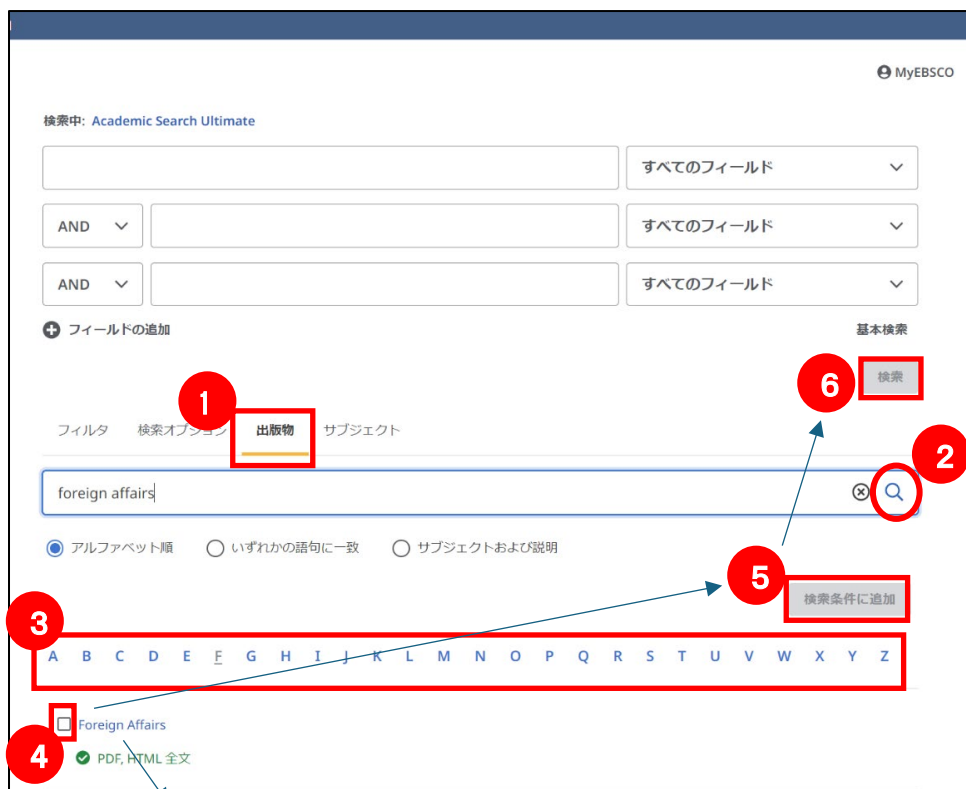 MyEBSCO
検索中: Academic Search Ultimate
すべてのフィールド
AND すべてのフィールド
AND すべてのフィールド
フィールドの追加 基本検索
6 検索
1
フィルタ 検索オプション 出版物 サブジェクト
2
foreign affairs
アルファベット順 いずれかの語句に一致 サブジェクトおよび説明
5
検索条件に追加
3
A B C D E F G H I J K L M N O P Q R S T U V W X Y Z
Foreign Affairs
4
PDF, HTML 全文